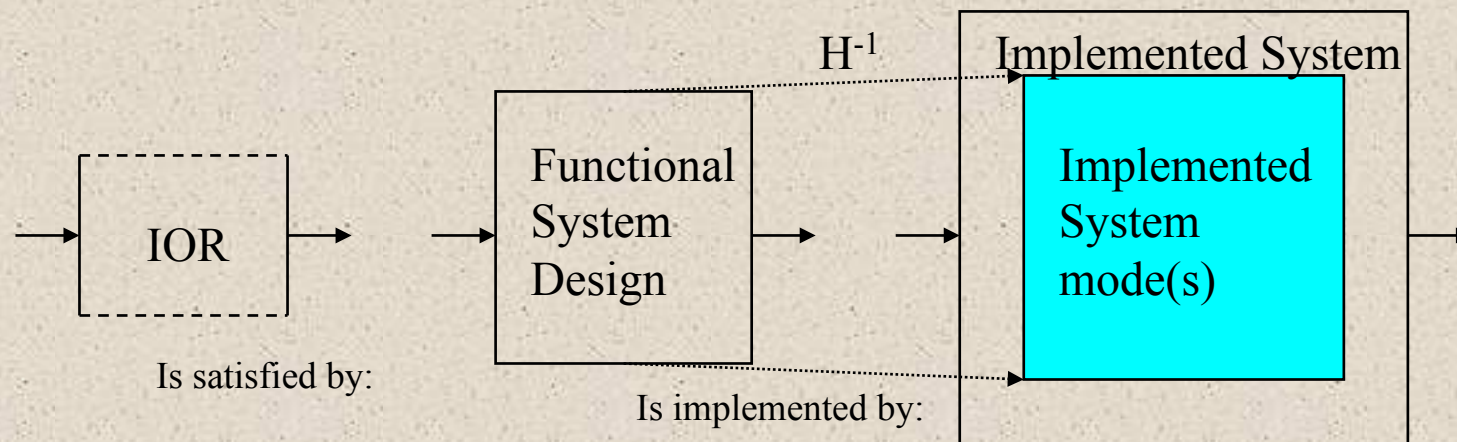 H-1
Implemented System
IOR
Functional
System
Design
Implemented
System
mode(s)
Is satisfied by:
Is implemented by: